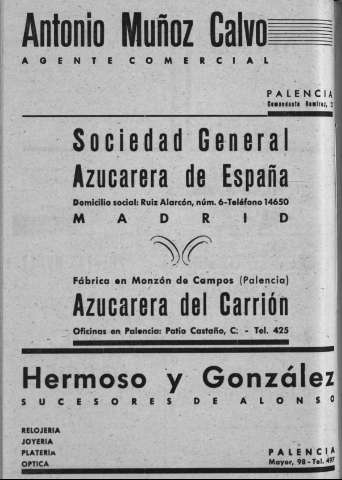 Antonio Muñoz Calvo
AGENTE COMERCIAL
PALENCIA
Comandante Ramírez, 2
Sociedad General
Azucarera de España
Domicilio social: Ruiz Alarcón, núm. 6-Teléfono 14650
MADRID
Fábrica en Monzón de Campos (Palencia)
Azucarera del Carrión
Oficinas en Palencia: Patio Castaño, C: - Tel. 425
Hermoso y González
SUCESORES DE ALONSO
RELOJERIA
JOYERIA
PLATERIA
OPTICA
PALENCIA
Mayor, 98 - Tel. 497